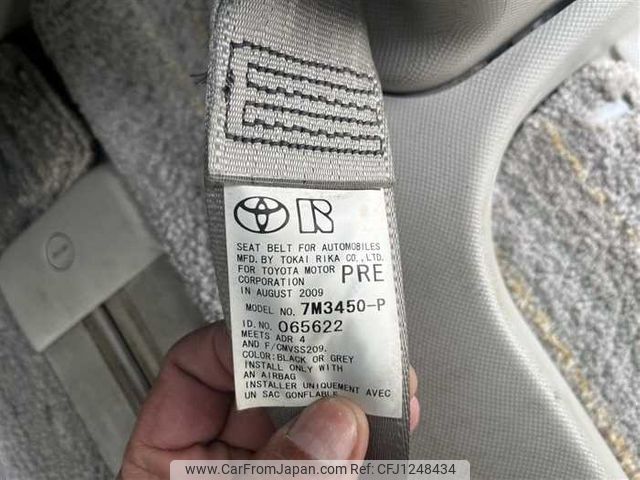 SEAT BELT FOR AUTOMOBILES
MFD. BY TOKAI RIKA CO., LTD.
FOR TOYOTA MOTOR PRE
CORPORATION
IN AUGUST 2009
MODEL NO. 7M3450-P
ID.NO. 065622
MEETS ADR 4
AND F/CMVSS209.
COLOR:BLACK OR GREY
INSTALL ONLY WITH
AN AIRBAG
INSTALLER UNIQUEMENT AVEC
UN SAC GONFLABLE
www.CarFromJapan.com | Photo ID: CFJ1248434